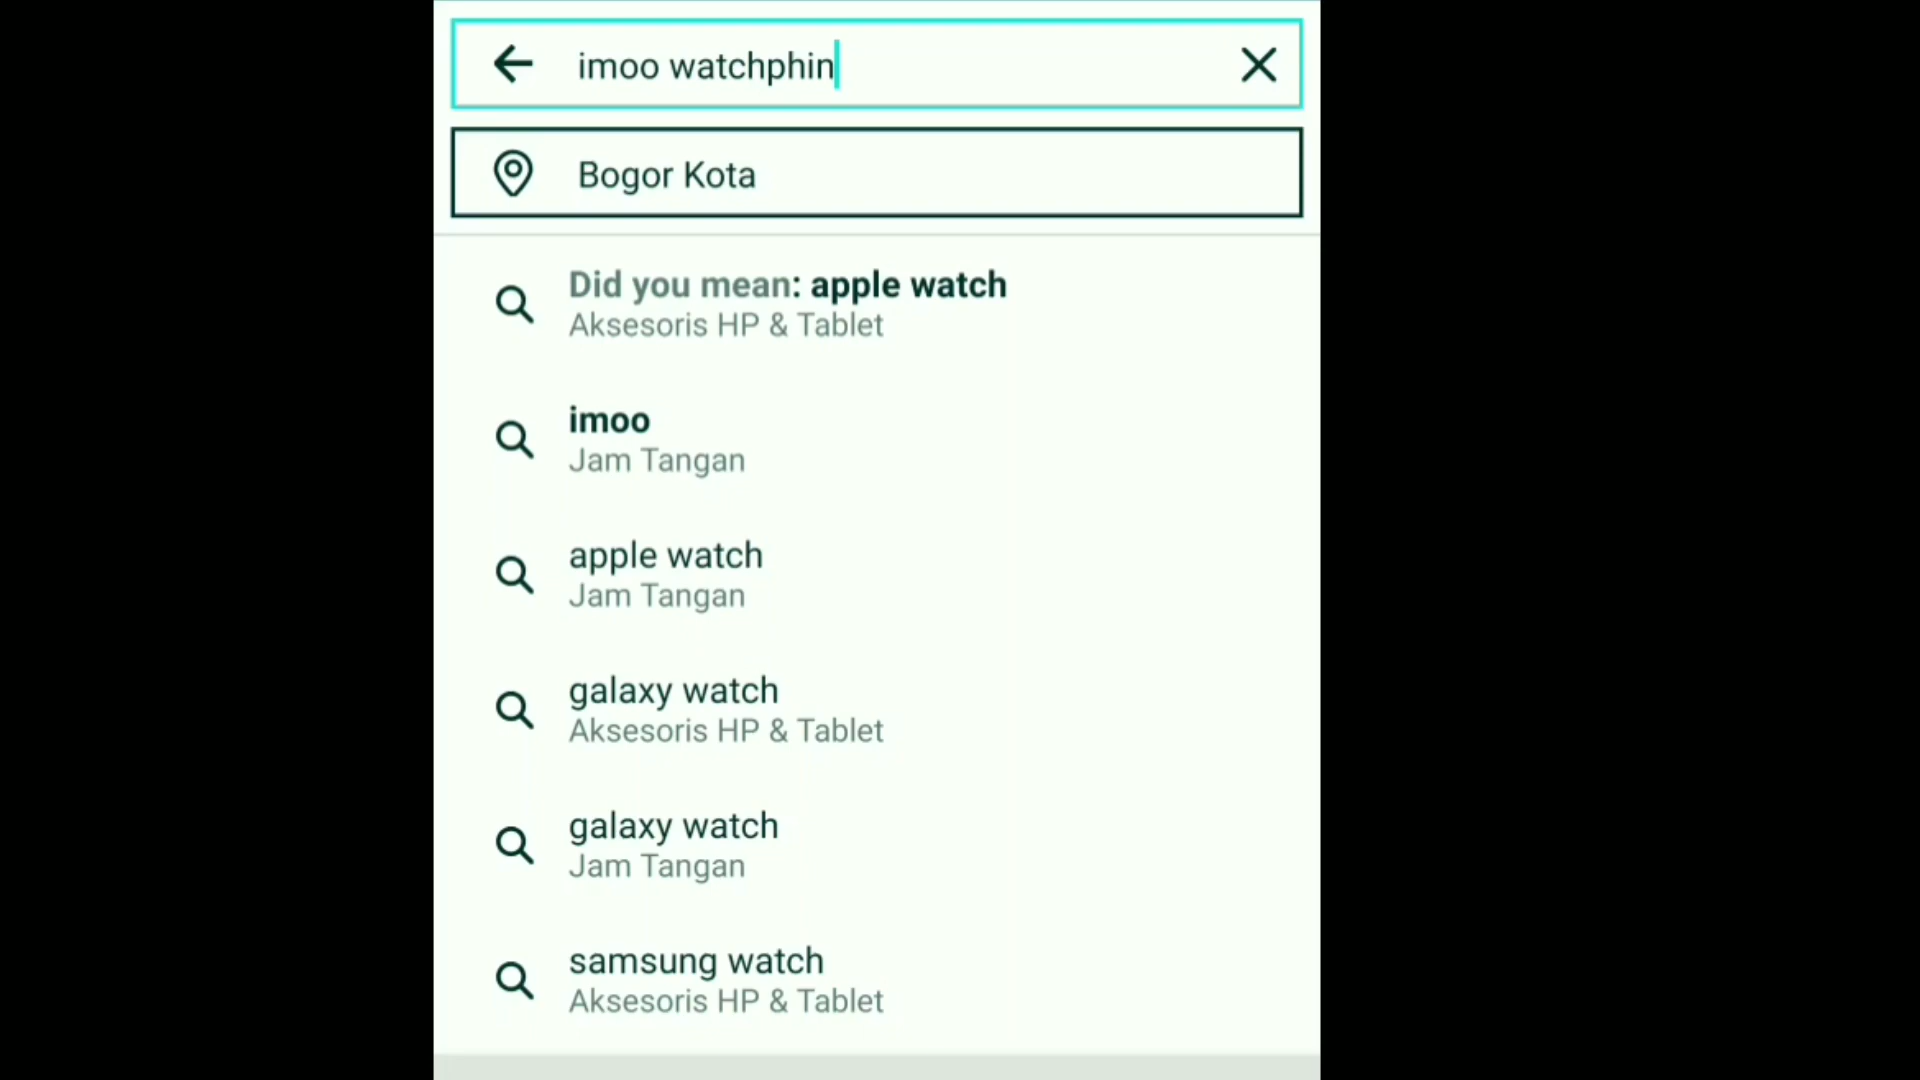 imoo watchphin
Bogor Kota
Did you mean: apple watch
Aksesoris HP & Tablet
imoo
Jam Tangan
apple watch
Jam Tangan
galaxy watch
Aksesoris HP & Tablet
galaxy watch
Jam Tangan
samsung watch
Aksesoris HP & Tablet